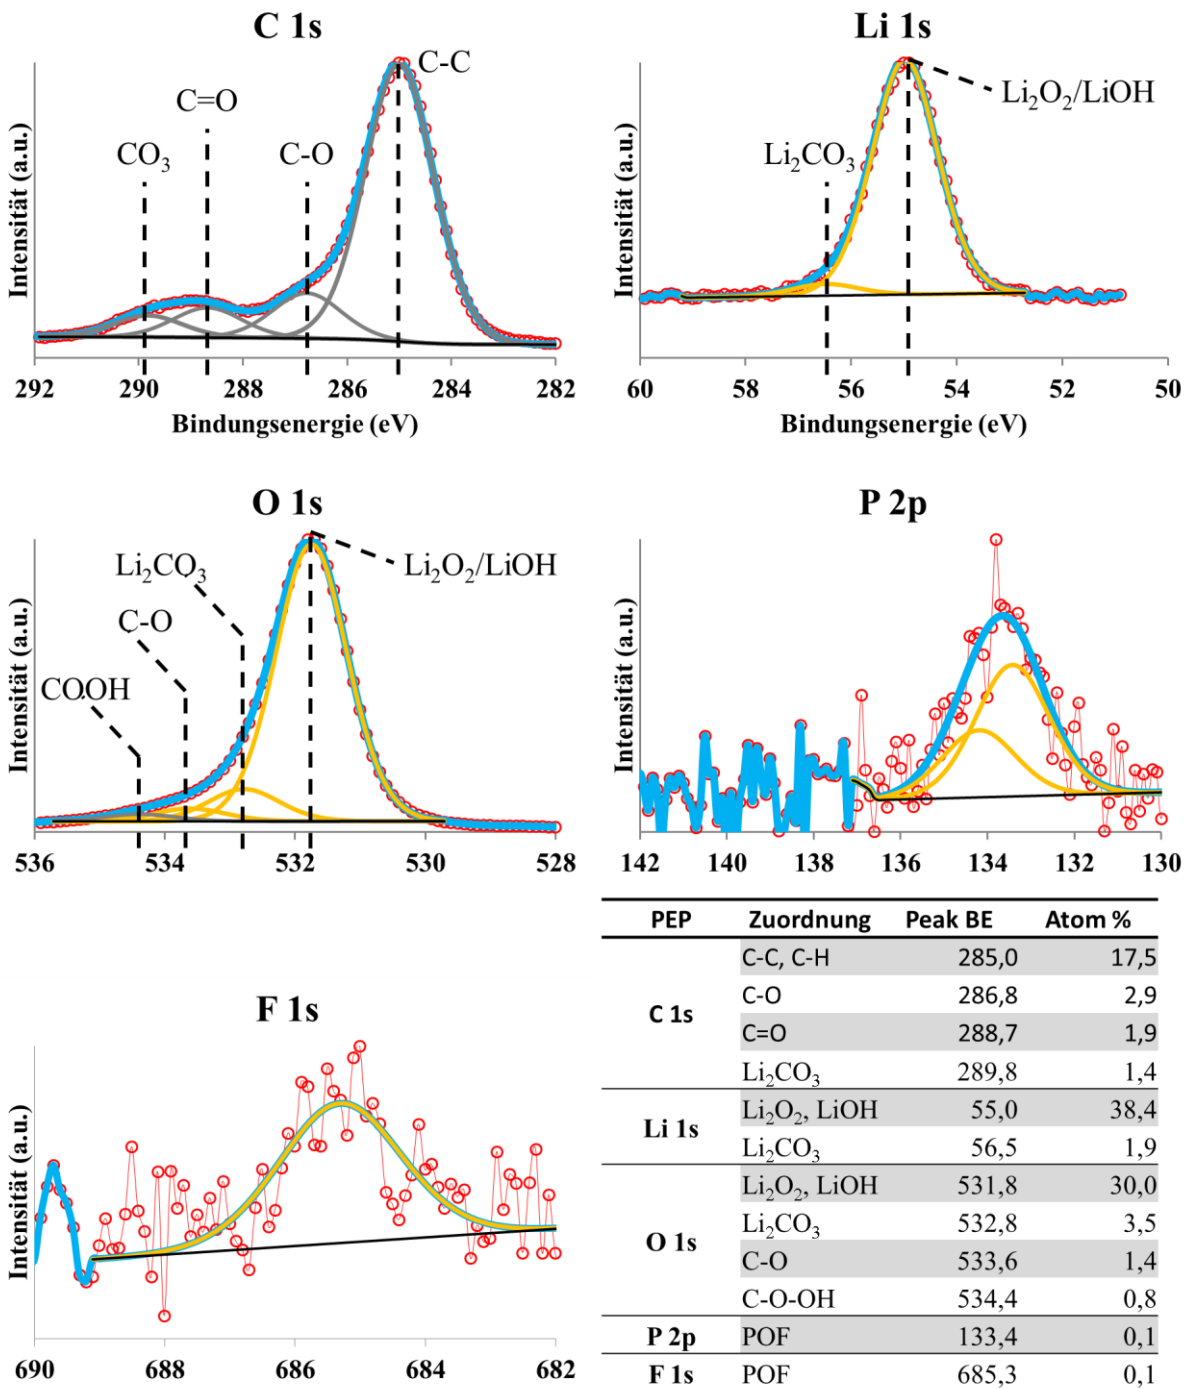 C 1s
C-C
C=O
CO3
C-O
Intensität (a.u.)
292 290 288 286 284 282
Bindungsenergie (eV)
Li 1s
Li2O2/LiOH
Li2CO3
Intensität (a.u.)
60 58 56 54 52 50
Bindungsenergie (eV)
O 1s
Li2CO3
Li2O2/LiOH
C-O
COOH
Intensität (a.u.)
536 534 532 530 528
P 2p
Intensität (a.u.)
142 140 138 136 134 132 130
F 1s
Intensität (a.u.)
690 688 686 684 682
PEP Zuordnung Peak BE Atom %
C 1s
C-C, C-H 285,0 17,5
C-O 286,8 2,9
C=O 288,7 1,9
Li2CO3 289,8 1,4
Li 1s
Li2O2, LiOH 55,0 38,4
Li2CO3 56,5 1,9
O 1s
Li2O2, LiOH 531,8 30,0
Li2CO3 532,8 3,5
C-O 533,6 1,4
C-O-OH 534,4 0,8
P 2p POF 133,4 0,1
F 1s POF 685,3 0,1